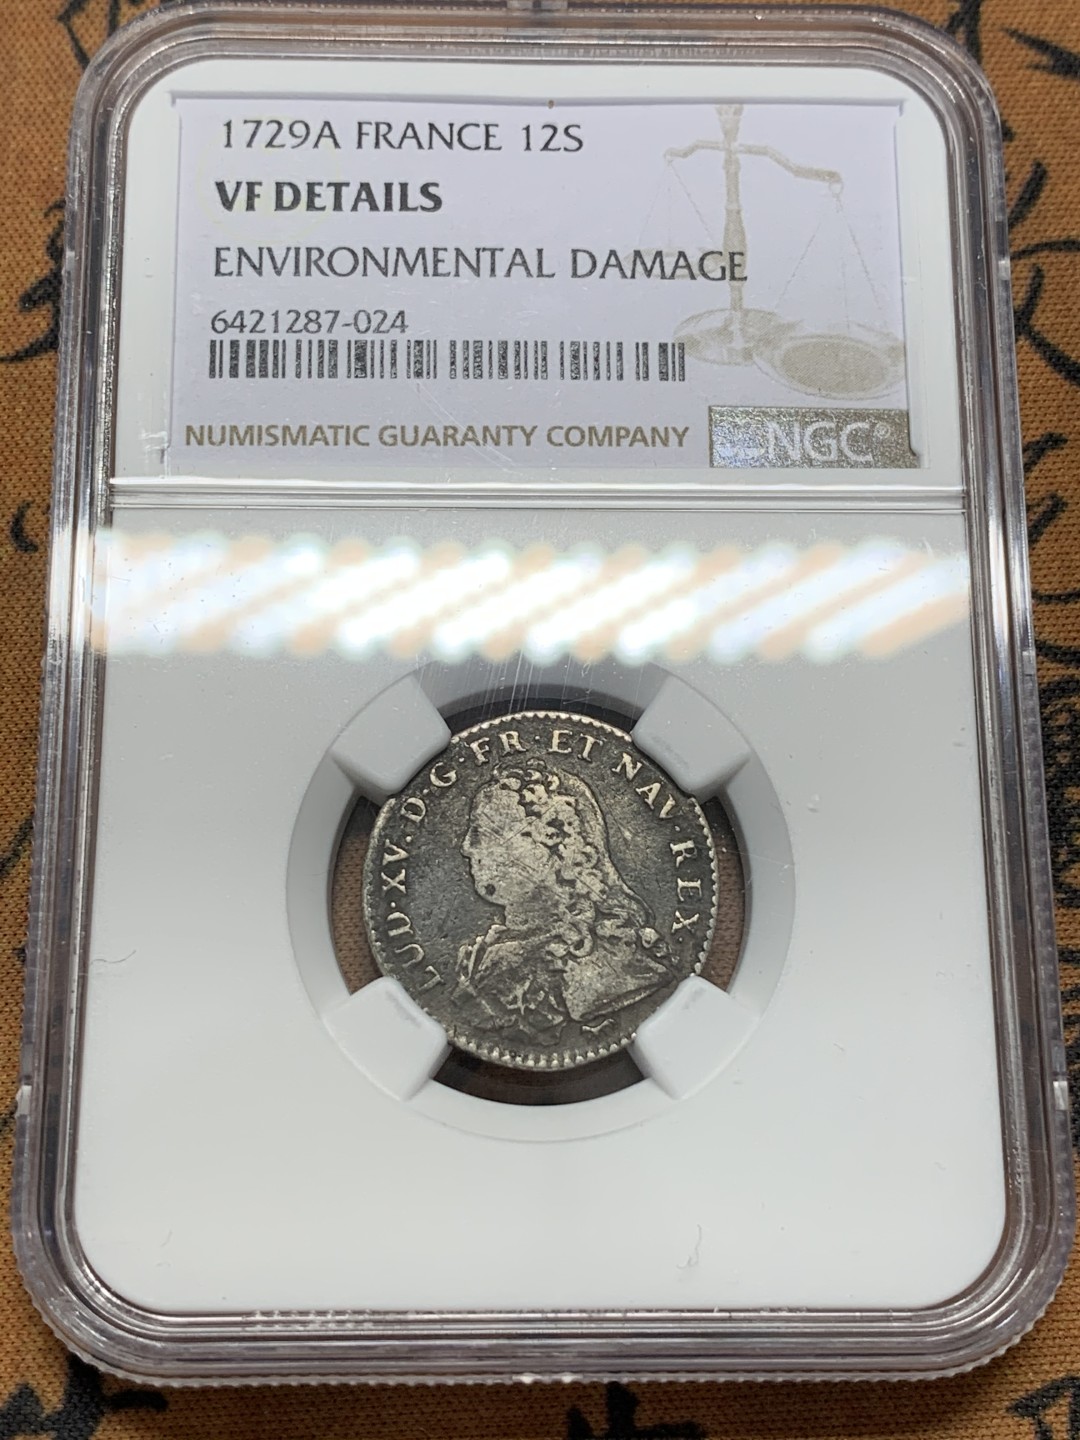 1729A FRANCE 12S
VF DETAILS
ENVIRONMENTAL DAMAGE
6421287-024
NUMISMATIC GUARANTY COMPANY
NGC®
LUD·XV·D·G·FR·ET NAV·REX·